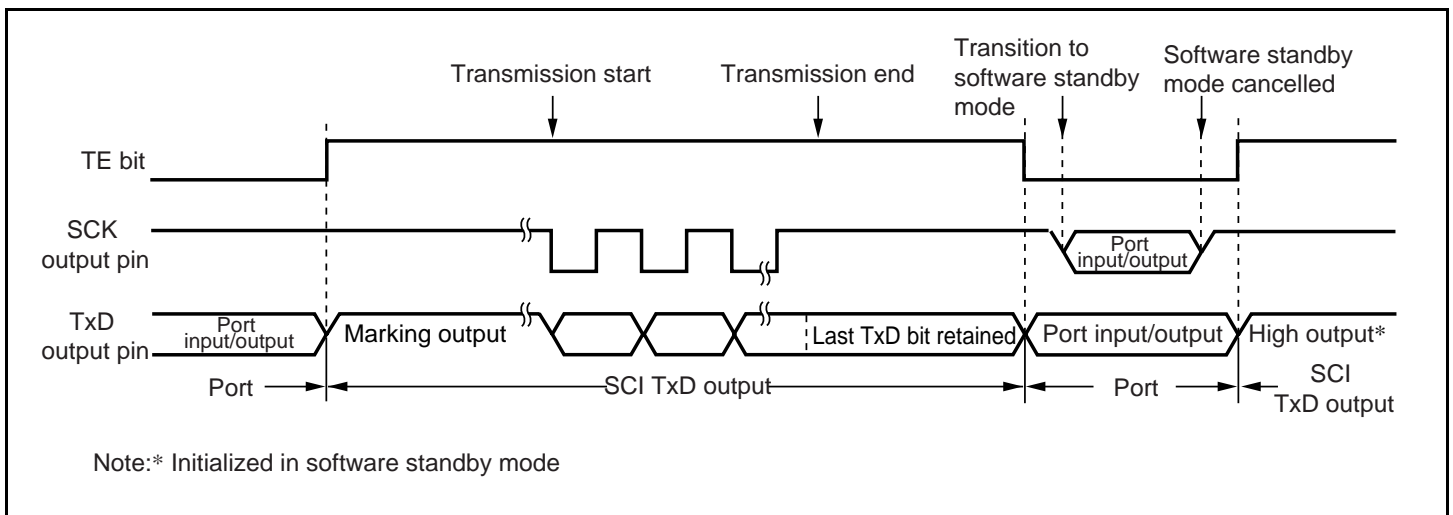 Transmission start
Transmission end
Transition to
software standby
mode
Software standby
mode cancelled
TE bit
SCK
output pin
Port
input/output
TxD
output pin
Port
input/output
Marking output
Last TxD bit retained
Port input/output
High output*
Port
SCI TxD output
Port
SCI
TxD output
Note:* Initialized in software standby mode